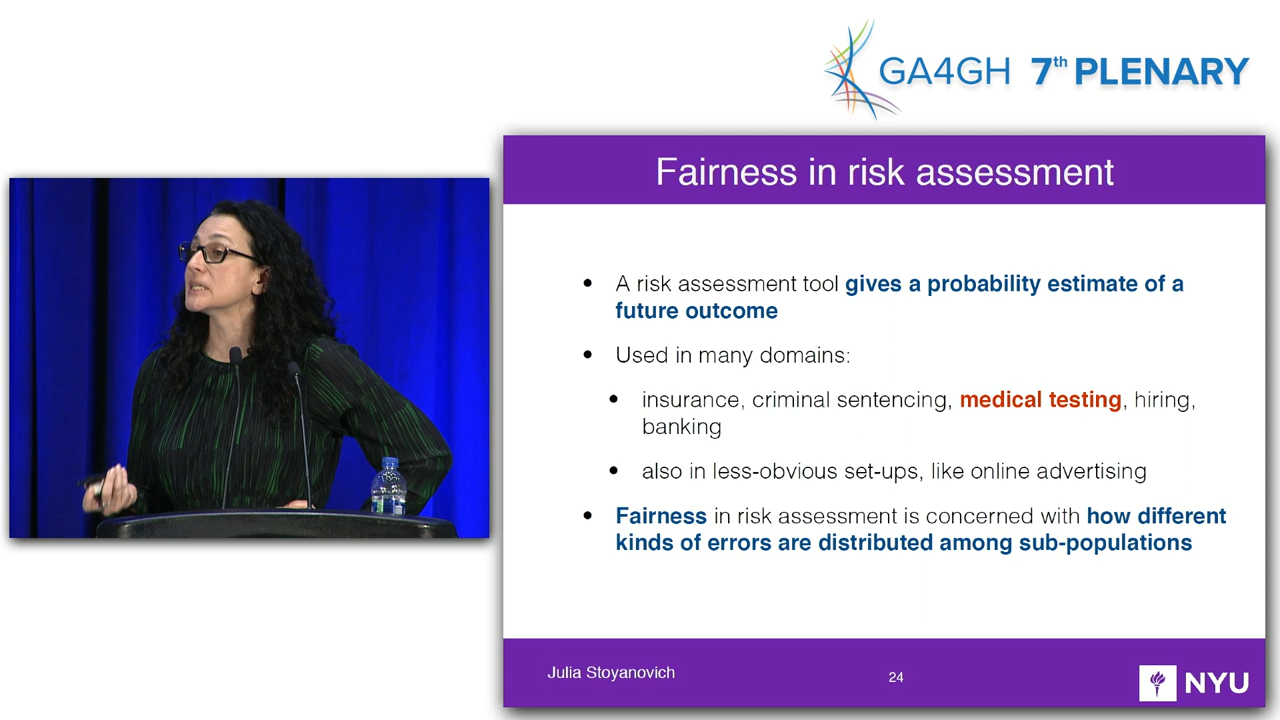 GA4GH 7th PLENARY
Fairness in risk assessment
• A risk assessment tool gives a probability estimate of a
future outcome
• Used in many domains:
• insurance, criminal sentencing, medical testing, hiring,
banking
• also in less-obvious set-ups, like online advertising
• Fairness in risk assessment is concerned with how different
kinds of errors are distributed among sub-populations
Julia Stoyanovich
24
NYU